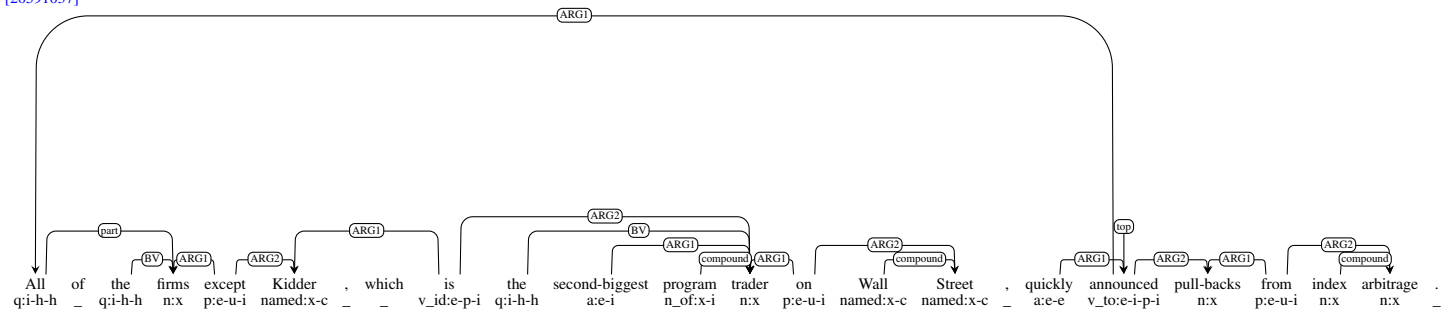 [20591037]
ARG1
top
ARG2
part ARG1 BV
ARG1 ARG2
BV ARG1 ARG2 compound ARG1 compound ARG1 ARG2 ARG1 compound
All of the firms except Kidder , which is the second-biggest program trader on Wall Street , quickly announced pull-backs from index arbitrage .
q:i-h-h _ q:i-h-h n:x p:e-u-i named:x-c _ _ v_id:e-p-i q:i-h-h a:e-i n_of:x-i n:x p:e-u-i named:x-c named:x-c _ a:e-e v_to:e-i-p-i n:x p:e-u-i n:x n:x _